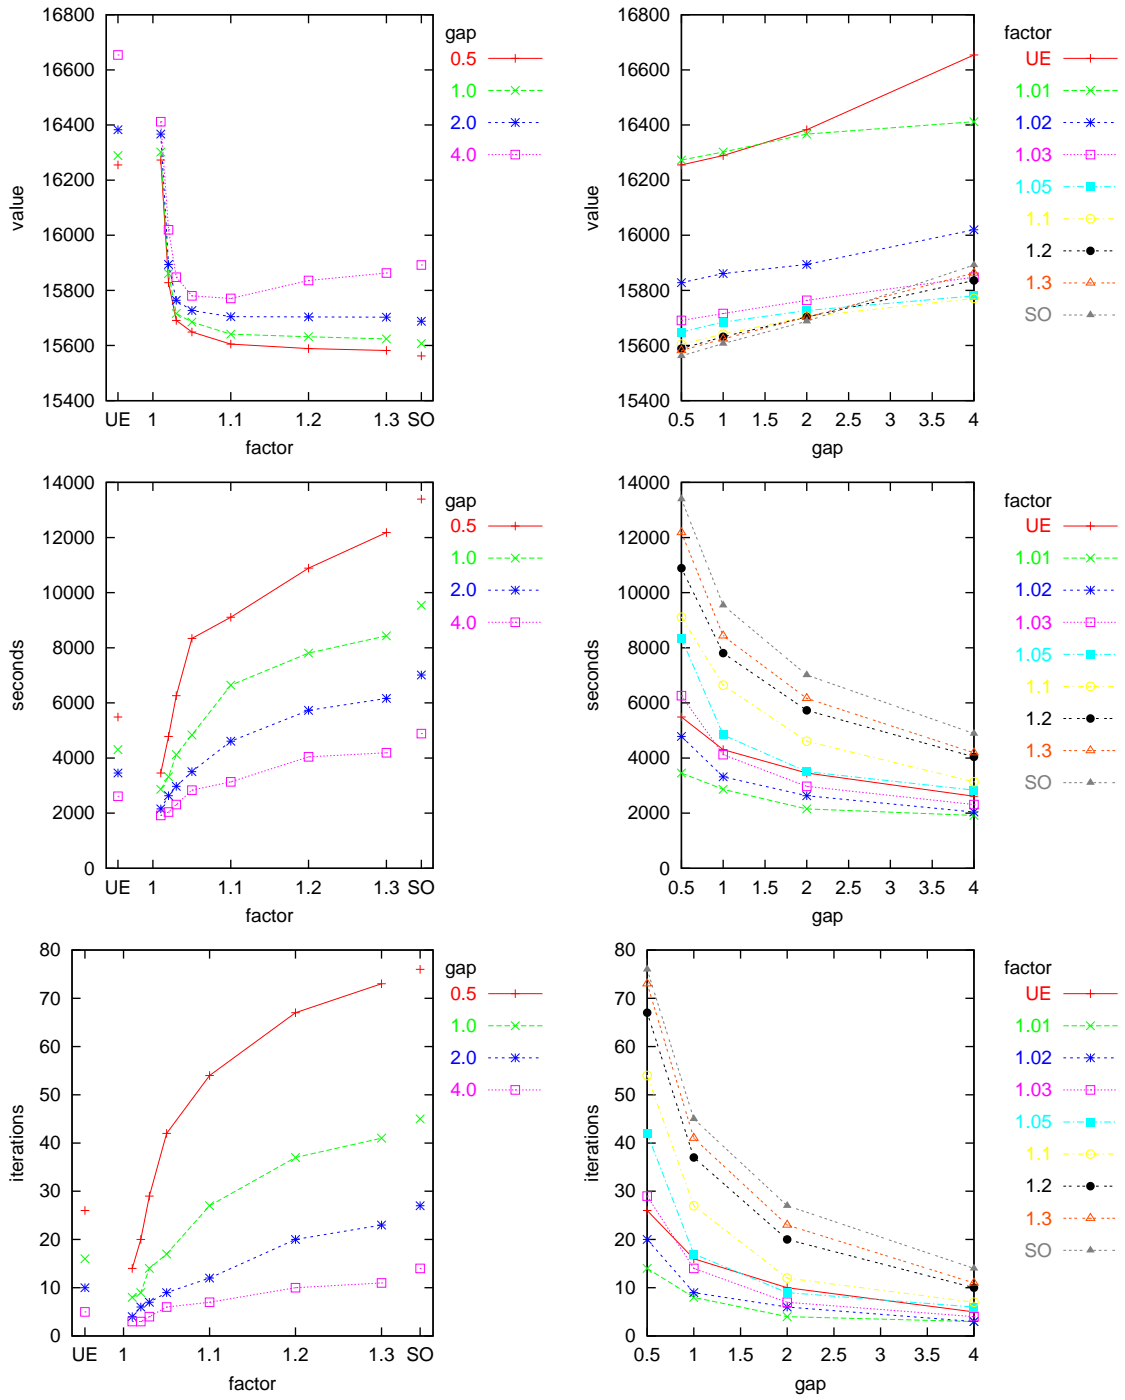 16800
16600
16400
16200
16000
15800
15600
15400
value
UE 1 1.1 1.2 1.3 SO
factor
gap
0.5
1.0
2.0
4.0
16800
16600
16400
16200
16000
15800
15600
15400
value
0.5 1 1.5 2 2.5 3 3.5 4
gap
factor
UE
1.01
1.02
1.03
1.05
1.1
1.2
1.3
SO
14000
12000
10000
8000
6000
4000
2000
0
seconds
UE 1 1.1 1.2 1.3 SO
factor
gap
0.5
1.0
2.0
4.0
14000
12000
10000
8000
6000
4000
2000
0
seconds
0.5 1 1.5 2 2.5 3 3.5 4
gap
factor
UE
1.01
1.02
1.03
1.05
1.1
1.2
1.3
SO
80
70
60
50
40
30
20
10
0
iterations
UE 1 1.1 1.2 1.3 SO
factor
gap
0.5
1.0
2.0
4.0
80
70
60
50
40
30
20
10
0
iterations
0.5 1 1.5 2 2.5 3 3.5 4
gap
factor
UE
1.01
1.02
1.03
1.05
1.1
1.2
1.3
SO